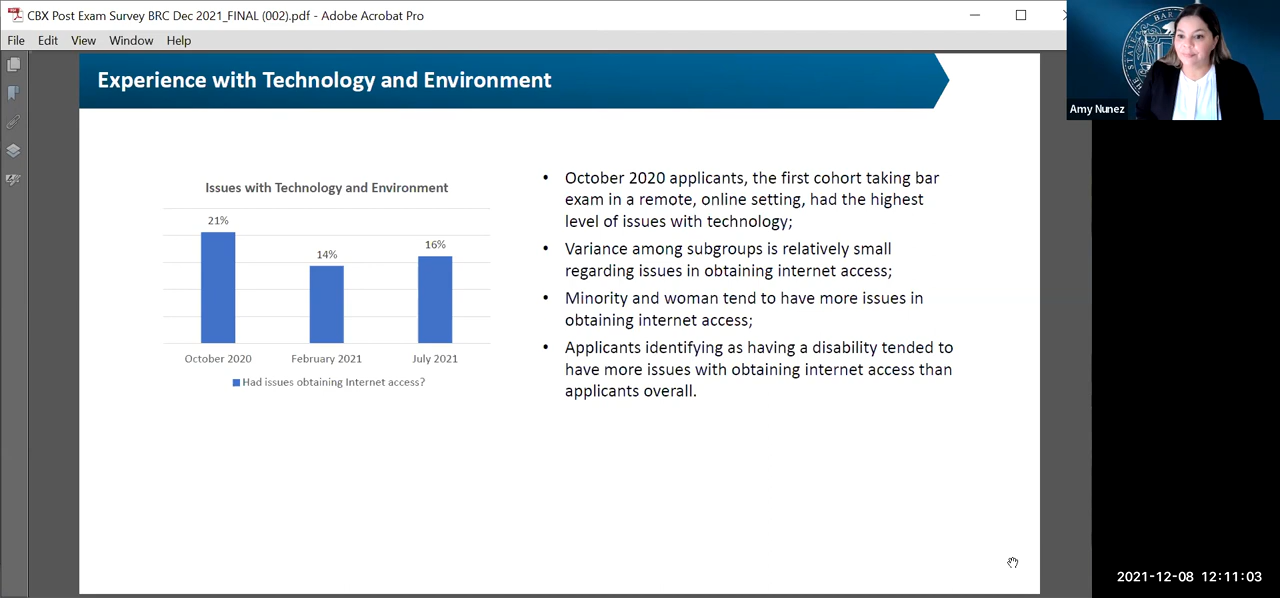 CBX Post Exam Survey BRC Dec 2021_FINAL (002).pdf - Adobe Acrobat Pro
File Edit View Window Help
Experience with Technology and Environment
Issues with Technology and Environment
21%
14%
16%
October 2020 February 2021 July 2021
Had issues obtaining Internet access?
• October 2020 applicants, the first cohort taking bar
exam in a remote, online setting, had the highest
level of issues with technology;
• Variance among subgroups is relatively small
regarding issues in obtaining internet access;
• Minority and woman tend to have more issues in
obtaining internet access;
• Applicants identifying as having a disability tended to
have more issues with obtaining internet access than
applicants overall.
THE STATE BAR
Amy Nunez
2021-12-08 12:11:03